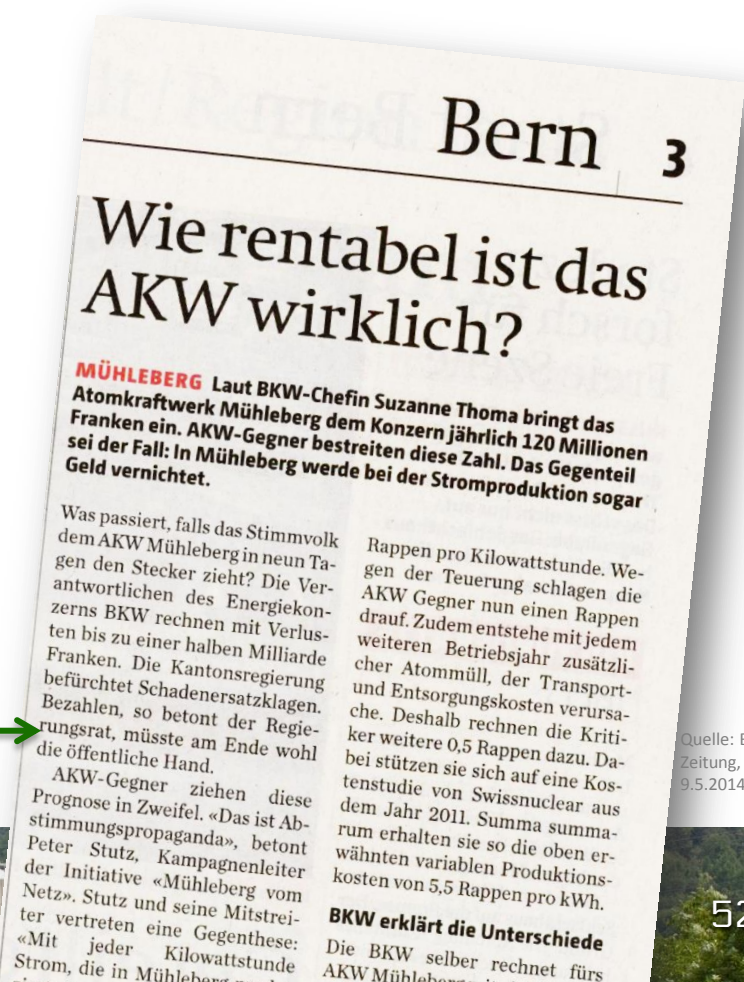 Bern 3
Wie rentabel ist das
AKW wirklich?
MÜHLEBERG Laut BKW-Chefin Suzanne Thoma bringt das
Atomkraftwerk Mühleberg dem Konzern jährlich 120 Millionen
Franken ein. AKW-Gegner bestreiten diese Zahl. Das Gegenteil
sei der Fall: In Mühleberg werde bei der Stromproduktion sogar
Geld vernichtet.
Was passiert, falls das Stimmvolk
dem AKW Mühleberg in neun Ta-
gen den Stecker zieht? Die Ver-
antwortlichen des Energiekon-
zerns BKW rechnen mit Verlus-
ten bis zu einer halben Milliarde
Franken. Die Kantonsregierung
befürchtet Schadenersatzklagen.
Bezahlen, so betont der Regie-
rungsrat, müsste am Ende wohl
die öffentliche Hand.
AKW-Gegner ziehen diese
Prognose in Zweifel. «Das ist Ab-
stimmungspropaganda», betont
Peter Stutz, Kampagnenleiter
der Initiative «Mühleberg vom
Netz». Stutz und seine Mitstrei-
ter vertreten eine Gegenthese:
«Mit jeder Kilowattstunde
Strom, die in Mühleberg
Rappen pro Kilowattstunde. We-
gen der Teuerung schlagen die
AKW Gegner nun einen Rappen
drauf. Zudem entstehe mit jedem
weiteren Betriebsjahr zusätzli-
cher Atommüll, der Transport-
und Entsorgungskosten verursa-
che. Deshalb rechnen die Kriti-
ker weitere 0,5 Rappen dazu. Da-
bei stützen sie sich auf eine Kos-
tenstudie von Swissnuclear aus
dem Jahr 2011. Summa summa-
rum erhalten sie so die oben er-
wähnten variablen Produktions-
kosten von 5,5 Rappen pro kWh.
BKW erklärt die Unterschiede
Die BKW selber rechnet fürs
AKW Mühleberg
Quelle: B
Zeitung,
9.5.2014
52